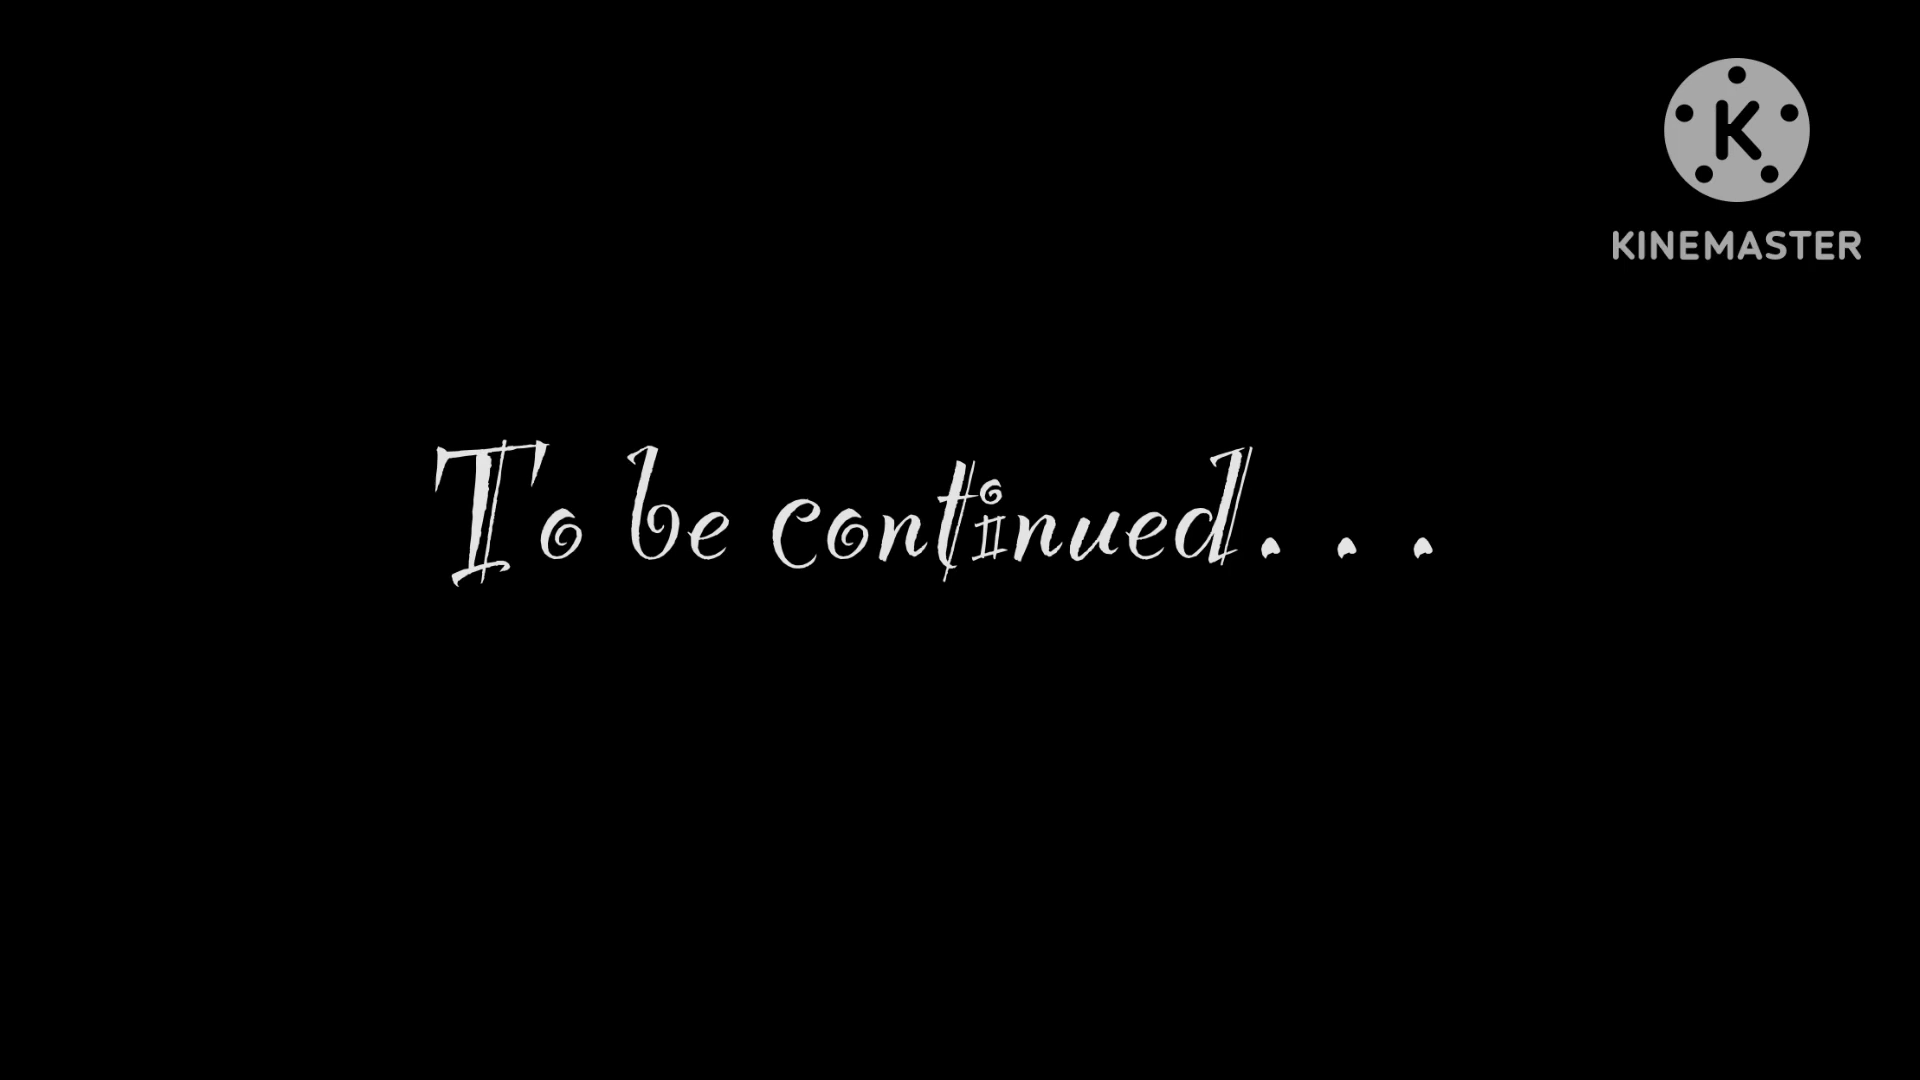 K
KINEMASTER
To be continued. . .